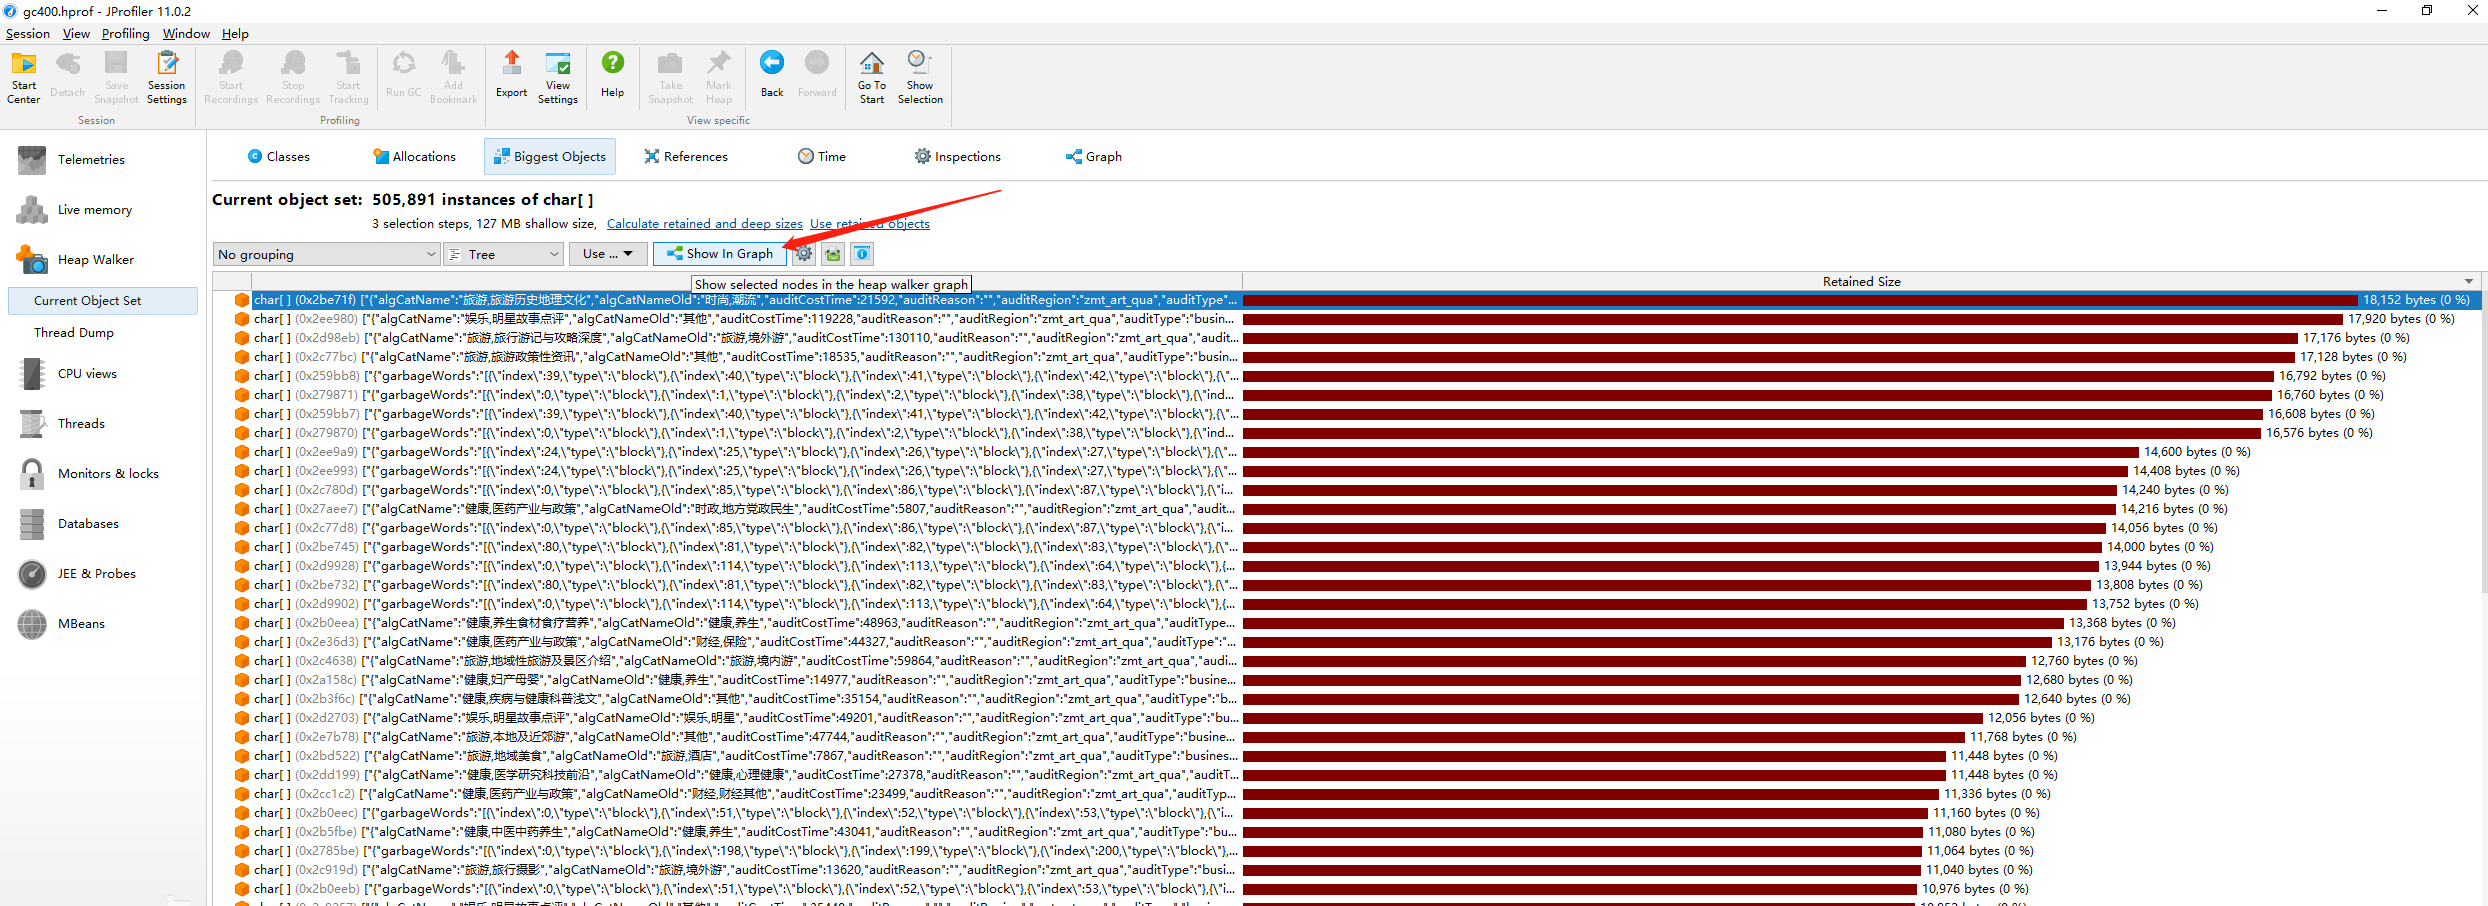 gc400.hprof - JProfiler 11.0.2
Session View Profiling Window Help
Start Center Detach Save Snapshot Session Settings Start Recordings Stop Recordings Start Tracking Run GC Add Bookmark Export View Settings Help Take Snapshot Mark Heap Back Forward Go To Start Show Selection
Session Profiling View specific
Telemetries
Live memory
Heap Walker
Current Object Set
Thread Dump
CPU views
Threads
Monitors & locks
Databases
JEE & Probes
MBeans
Classes Allocations Biggest Objects References Time Inspections Graph
Current object set: 505,891 instances of char[ ]
3 selection steps, 127 MB shallow size, Calculate retained and deep sizes Use retained objects
No grouping Tree Use ... Show In Graph
Show selected nodes in the heap walker graph
Retained Size
char[ ] (0x2be71f) ["{"algCatName":"旅游,旅游历史地理文化","algCatNameOld":"时尚,潮流","auditCostTime":21592,"auditReason":"","auditRegion":"zmt_art_qua","auditType"... 18,152 bytes (0 %)
char[ ] (0x2ee980) ["{"algCatName":"娱乐,明星故事点评","algCatNameOld":"其他","auditCostTime":119228,"auditReason":"","auditRegion":"zmt_art_qua","auditType":"busin... 17,920 bytes (0 %)
char[ ] (0x2d98eb) ["{"algCatName":"旅游,旅行游记与攻略深度","algCatNameOld":"旅游,境外游","auditCostTime":130110,"auditReason":"","auditRegion":"zmt_art_qua","audit... 17,176 bytes (0 %)
char[ ] (0x2c77bc) ["{"algCatName":"旅游,旅游政策性资讯","algCatNameOld":"其他","auditCostTime":18535,"auditReason":"","auditRegion":"zmt_art_qua","auditType":"busin... 17,128 bytes (0 %)
char[ ] (0x259bb8) ["{"garbageWords":"[{\"index\":39,\"type\":\"block\"},{\"index\":40,\"type\":\"block\"},{\"index\":41,\"type\":\"block\"},{\"index\":42,\"type\":\"block\"},{\"... 16,792 bytes (0 %)
char[ ] (0x279871) ["{"garbageWords":"[{\"index\":0,\"type\":\"block\"},{\"index\":1,\"type\":\"block\"},{\"index\":2,\"type\":\"block\"},{\"index\":38,\"type\":\"block\"},{\"ind... 16,760 bytes (0 %)
char[ ] (0x259bb7) ["{"garbageWords":"[{\"index\":39,\"type\":\"block\"},{\"index\":40,\"type\":\"block\"},{\"index\":41,\"type\":\"block\"},{\"index\":42,\"type\":\"block\"},{\"... 16,608 bytes (0 %)
char[ ] (0x279870) ["{"garbageWords":"[{\"index\":0,\"type\":\"block\"},{\"index\":1,\"type\":\"block\"},{\"index\":2,\"type\":\"block\"},{\"index\":38,\"type\":\"block\"},{\"ind... 16,576 bytes (0 %)
char[ ] (0x2ee9a9) ["{"garbageWords":"[{\"index\":24,\"type\":\"block\"},{\"index\":25,\"type\":\"block\"},{\"index\":26,\"type\":\"block\"},{\"index\":27,\"type\":\"block\"},{\"... 14,600 bytes (0 %)
char[ ] (0x2ee993) ["{"garbageWords":"[{\"index\":24,\"type\":\"block\"},{\"index\":25,\"type\":\"block\"},{\"index\":26,\"type\":\"block\"},{\"index\":27,\"type\":\"block\"},{\"... 14,408 bytes (0 %)
char[ ] (0x2c780d) ["{"garbageWords":"[{\"index\":0,\"type\":\"block\"},{\"index\":85,\"type\":\"block\"},{\"index\":86,\"type\":\"block\"},{\"index\":87,\"type\":\"block\"},{\"i... 14,240 bytes (0 %)
char[ ] (0x27aee7) ["{"algCatName":"健康,医药产业与政策","algCatNameOld":"时政,地方党政民生","auditCostTime":5807,"auditReason":"","auditRegion":"zmt_art_qua","audit... 14,216 bytes (0 %)
char[ ] (0x2c77d8) ["{"garbageWords":"[{\"index\":0,\"type\":\"block\"},{\"index\":85,\"type\":\"block\"},{\"index\":86,\"type\":\"block\"},{\"index\":87,\"type\":\"block\"},{\"i... 14,056 bytes (0 %)
char[ ] (0x2be745) ["{"garbageWords":"[{\"index\":80,\"type\":\"block\"},{\"index\":81,\"type\":\"block\"},{\"index\":82,\"type\":\"block\"},{\"index\":83,\"type\":\"block\"},{\"... 14,000 bytes (0 %)
char[ ] (0x2d9928) ["{"garbageWords":"[{\"index\":0,\"type\":\"block\"},{\"index\":114,\"type\":\"block\"},{\"index\":113,\"type\":\"block\"},{\"index\":64,\"type\":\"block\"},{... 13,944 bytes (0 %)
char[ ] (0x2be732) ["{"garbageWords":"[{\"index\":80,\"type\":\"block\"},{\"index\":81,\"type\":\"block\"},{\"index\":82,\"type\":\"block\"},{\"index\":83,\"type\":\"block\"},{\"... 13,808 bytes (0 %)
char[ ] (0x2d9902) ["{"garbageWords":"[{\"index\":0,\"type\":\"block\"},{\"index\":114,\"type\":\"block\"},{\"index\":113,\"type\":\"block\"},{\"index\":64,\"type\":\"block\"},{... 13,752 bytes (0 %)
char[ ] (0x2b0eea) ["{"algCatName":"健康,养生食材食疗营养","algCatNameOld":"健康,养生","auditCostTime":48963,"auditReason":"","auditRegion":"zmt_art_qua","auditType... 13,368 bytes (0 %)
char[ ] (0x2e36d3) ["{"algCatName":"健康,医药产业与政策","algCatNameOld":"财经,保险","auditCostTime":44327,"auditReason":"","auditRegion":"zmt_art_qua","auditType":"... 13,176 bytes (0 %)
char[ ] (0x2c4638) ["{"algCatName":"旅游,地域性旅游及景区介绍","algCatNameOld":"旅游,境内游","auditCostTime":59864,"auditReason":"","auditRegion":"zmt_art_qua","audi... 12,760 bytes (0 %)
char[ ] (0x2a158c) ["{"algCatName":"健康,妇产母婴","algCatNameOld":"健康,养生","auditCostTime":14977,"auditReason":"","auditRegion":"zmt_art_qua","auditType":"busine... 12,680 bytes (0 %)
char[ ] (0x2b3f6c) ["{"algCatName":"健康,疾病与健康科普浅文","algCatNameOld":"其他","auditCostTime":35154,"auditReason":"","auditRegion":"zmt_art_qua","auditType":"b... 12,640 bytes (0 %)
char[ ] (0x2d2703) ["{"algCatName":"娱乐,明星故事点评","algCatNameOld":"娱乐,明星","auditCostTime":49201,"auditReason":"","auditRegion":"zmt_art_qua","auditType":"bu... 12,056 bytes (0 %)
char[ ] (0x2e7b78) ["{"algCatName":"旅游,本地及近郊游","algCatNameOld":"其他","auditCostTime":47744,"auditReason":"","auditRegion":"zmt_art_qua","auditType":"busine... 11,768 bytes (0 %)
char[ ] (0x2bd522) ["{"algCatName":"旅游,地域美食","algCatNameOld":"旅游,酒店","auditCostTime":7867,"auditReason":"","auditRegion":"zmt_art_qua","auditType":"busines... 11,448 bytes (0 %)
char[ ] (0x2dd199) ["{"algCatName":"健康,医学研究科技前沿","algCatNameOld":"健康,心理健康","auditCostTime":27378,"auditReason":"","auditRegion":"zmt_art_qua","auditT... 11,448 bytes (0 %)
char[ ] (0x2cc1c2) ["{"algCatName":"健康,医药产业与政策","algCatNameOld":"财经,财经其他","auditCostTime":23499,"auditReason":"","auditRegion":"zmt_art_qua","auditTyp... 11,336 bytes (0 %)
char[ ] (0x2b0eec) ["{"garbageWords":"[{\"index\":0,\"type\":\"block\"},{\"index\":51,\"type\":\"block\"},{\"index\":52,\"type\":\"block\"},{\"index\":53,\"type\":\"block\"},{\"i... 11,160 bytes (0 %)
char[ ] (0x2b5fbe) ["{"algCatName":"健康,中医中药养生","algCatNameOld":"健康,养生","auditCostTime":43041,"auditReason":"","auditRegion":"zmt_art_qua","auditType":"bu... 11,080 bytes (0 %)
char[ ] (0x2785be) ["{"garbageWords":"[{\"index\":0,\"type\":\"block\"},{\"index\":198,\"type\":\"block\"},{\"index\":199,\"type\":\"block\"},{\"index\":200,\"type\":\"block\"},... 11,064 bytes (0 %)
char[ ] (0x2c919d) ["{"algCatName":"旅游,旅行摄影","algCatNameOld":"旅游,境外游","auditCostTime":13620,"auditReason":"","auditRegion":"zmt_art_qua","auditType":"busi... 11,040 bytes (0 %)
char[ ] (0x2b0eeb) ["{"garbageWords":"[{\"index\":0,\"type\":\"block\"},{\"index\":51,\"type\":\"block\"},{\"index\":52,\"type\":\"block\"},{\"index\":53,\"type\":\"block\"},{\"i... 10,976 bytes (0 %)